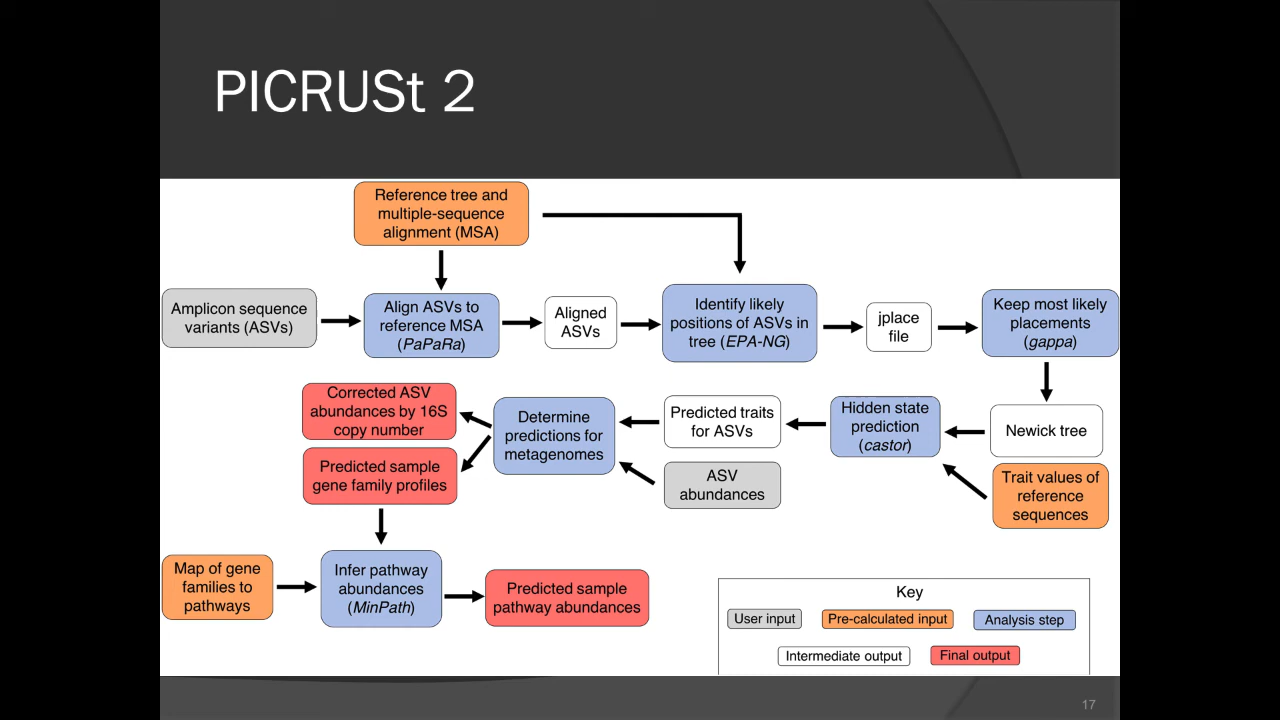 PICRUSt 2
Reference tree and
multiple-sequence
alignment (MSA)
Amplicon sequence
variants (ASVs)
Align ASVs to
reference MSA
(PaPaRa)
Aligned
ASVs
Identify likely
positions of ASVs in
tree (EPA-NG)
jplace
file
Keep most likely
placements
(gappa)
Corrected ASV
abundances by 16S
copy number
Predicted sample
gene family profiles
Determine
predictions for
metagenomes
Predicted traits
for ASVs
ASV
abundances
Hidden state
prediction
(castor)
Newick tree
Trait values of
reference
sequences
Map of gene
families to
pathways
Infer pathway
abundances
(MinPath)
Predicted sample
pathway abundances
Key
User input
Pre-calculated input
Analysis step
Intermediate output
Final output
17